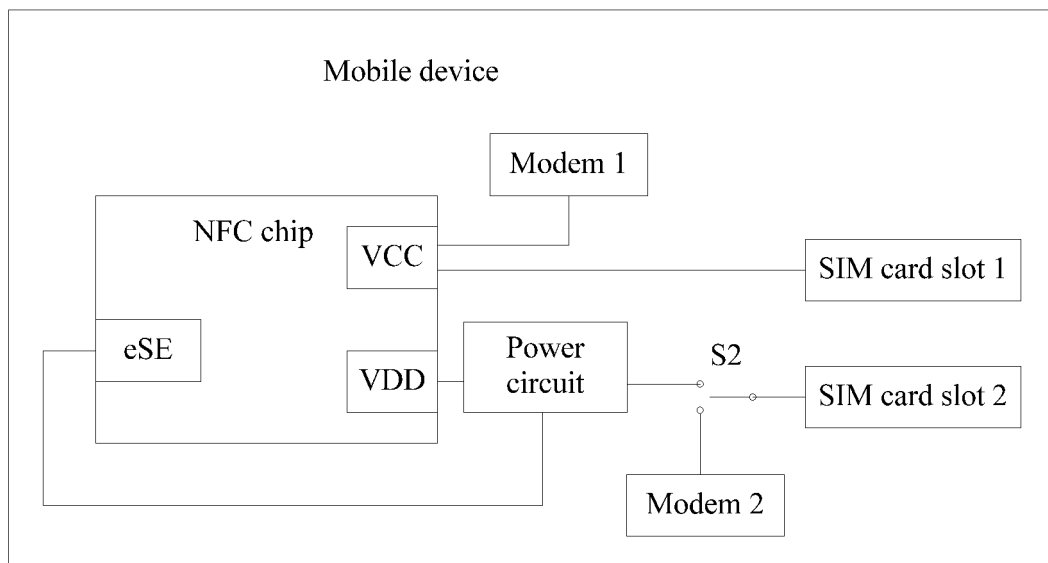 Mobile device
Modem 1
NFC chip
VCC
SIM card slot 1
eSE
VDD
Power
circuit
S2
SIM card slot 2
Modem 2